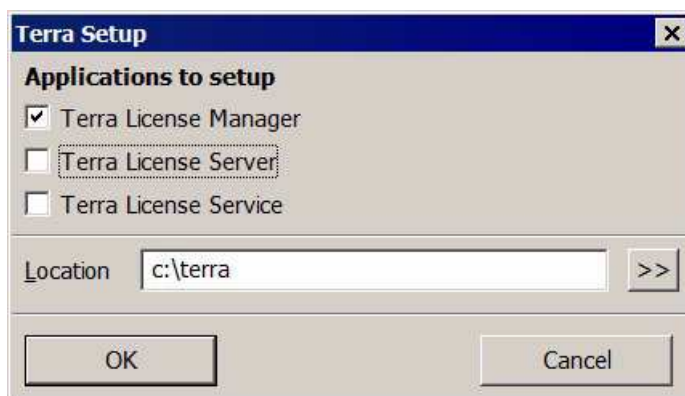 Terra Setup
Applications to setup
Terra License Manager
Terra License Server
Terra License Service
Location c:\terra >>
OK Cancel